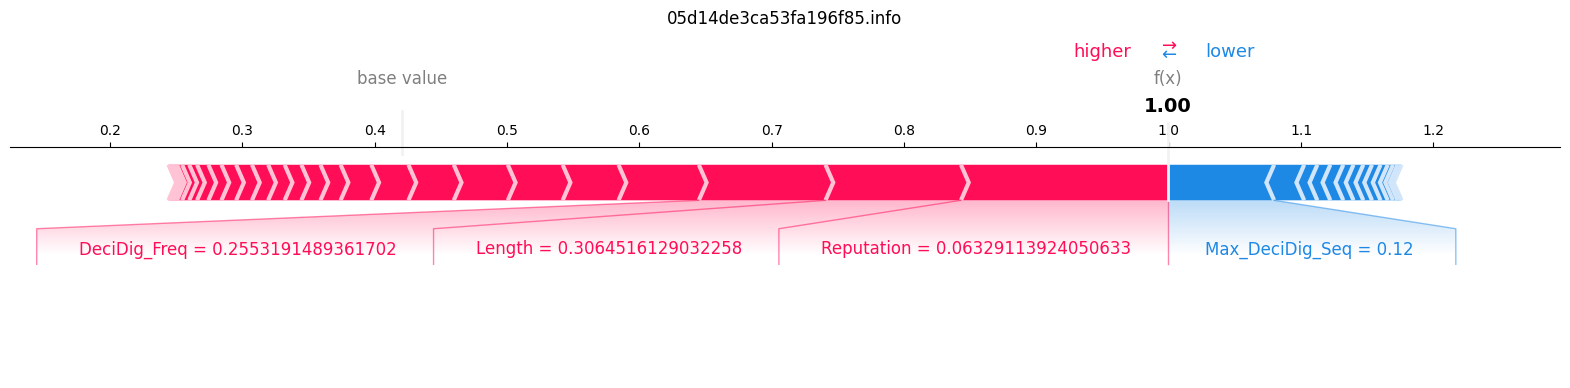 05d14de3ca53fa196f85.info
higher ⇄ lower
base value f(x)
1.00
0.2 0.3 0.4 0.5 0.6 0.7 0.8 0.9 1.0 1.1 1.2
DeciDig_Freq = 0.2553191489361702 Length = 0.3064516129032258 Reputation = 0.06329113924050633 Max_DeciDig_Seq = 0.12